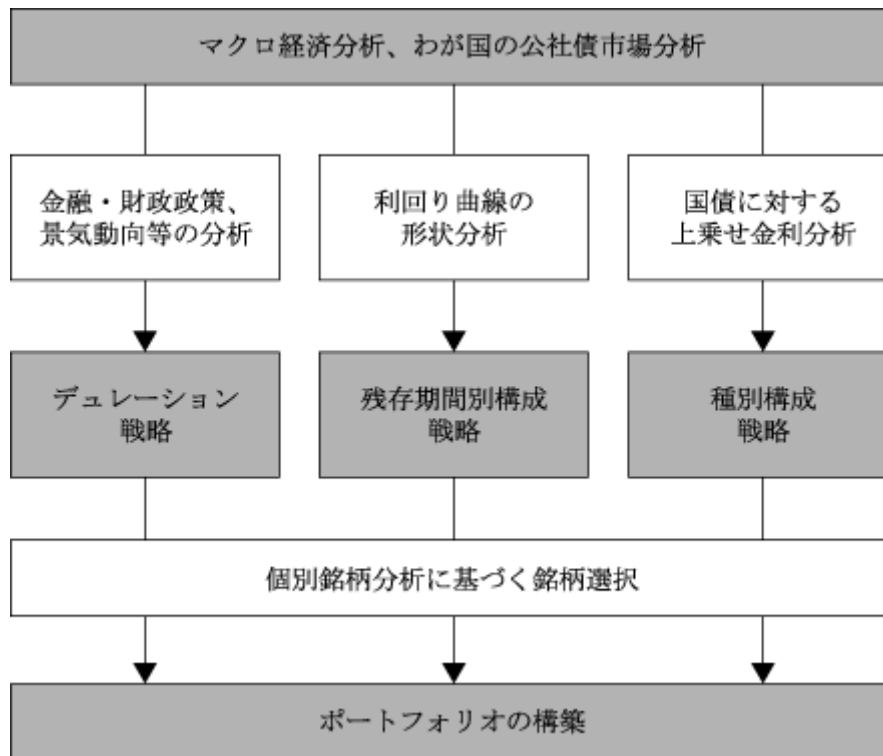 マクロ経済分析、わが国の公社債市場分析
金融・財政政策、
景気動向等の分析
利回り曲線の
形状分析
国債に対する
上乗せ金利分析
デュレーション
戦略
残存期間別構成
戦略
種別構成
戦略
個別銘柄分析に基づく銘柄選択
ポートフォリオの構築